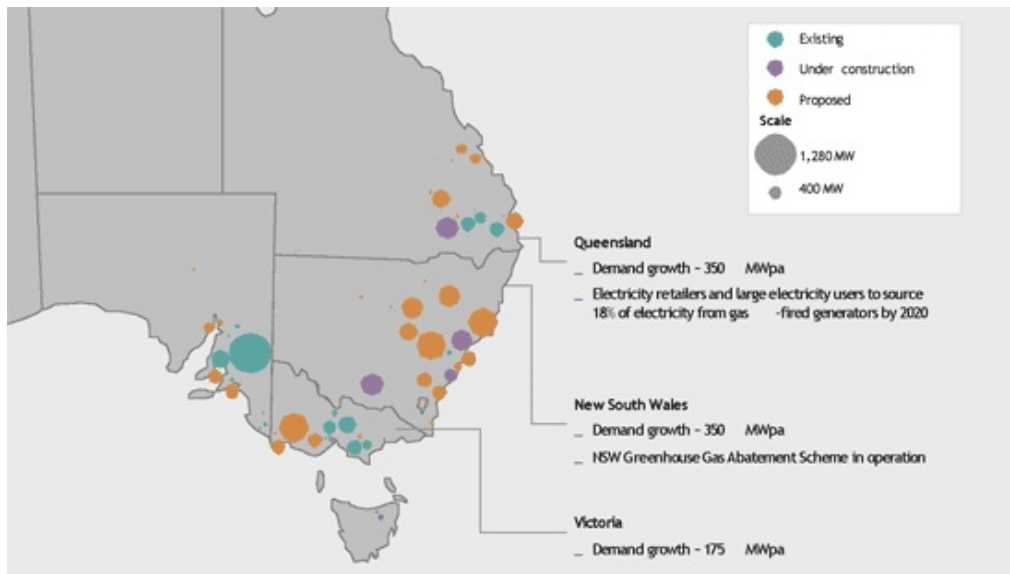 Existing
Under construction
Proposed
Scale
1,280 MW
400 MW
Queensland
_ Demand growth ~ 350 MWpa
_ Electricity retailers and large electricity users to source
18% of electricity from gas -fired generators by 2020
New South Wales
_ Demand growth ~ 350 MWpa
_ NSW Greenhouse Gas Abatement Scheme in operation
Victoria
_ Demand growth ~ 175 MWpa